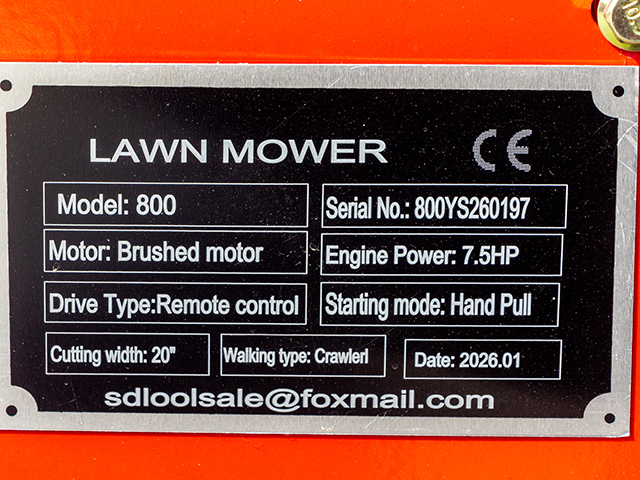 LAWN MOWER CE
Model: 800 Serial No.: 800YS260197
Motor: Brushed motor Engine Power: 7.5HP
Drive Type:Remote control Starting mode: Hand Pull
Cutting width: 20" Walking type: Crawlerl Date: 2026.01
sdloolsale@foxmail.com